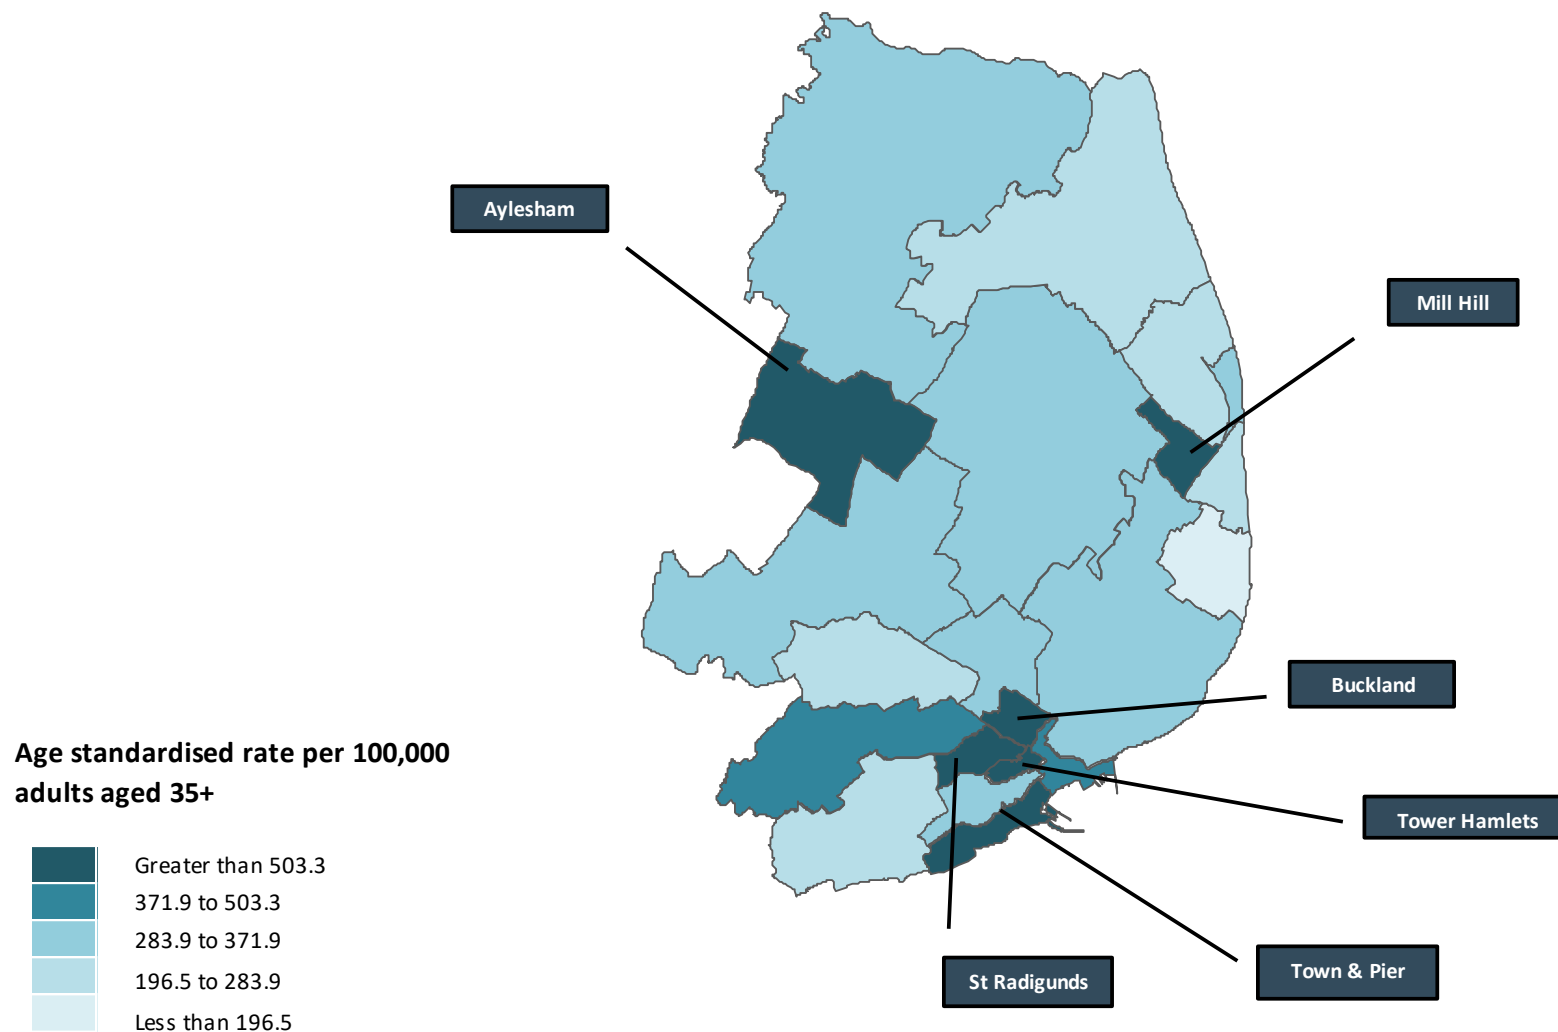 Aylesham
Mill Hill
Buckland
Tower Hamlets
Town & Pier
St Radigunds
Age standardised rate per 100,000
adults aged 35+
Greater than 503.3
371.9 to 503.3
283.9 to 371.9
196.5 to 283.9
Less than 196.5